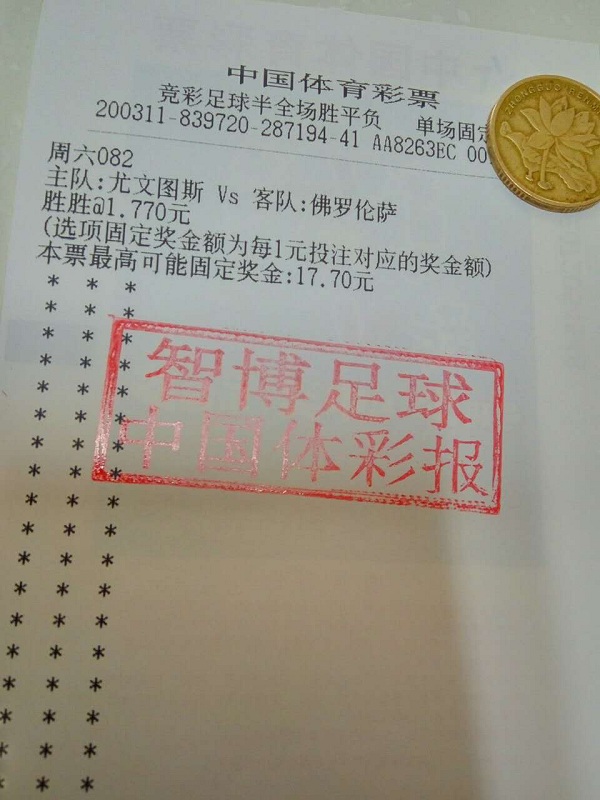 中国体育彩票
竞彩足球半全场胜平负 单场固定
200311-839720-287194-41 AA8263EC 00
周六082
主队:尤文图斯 Vs 客队:佛罗伦萨
胜胜@1.770元
(选项固定奖金额为每1元投注对应的奖金额)
本票最高可能固定奖金:17.70元
智博足球
中国体彩报